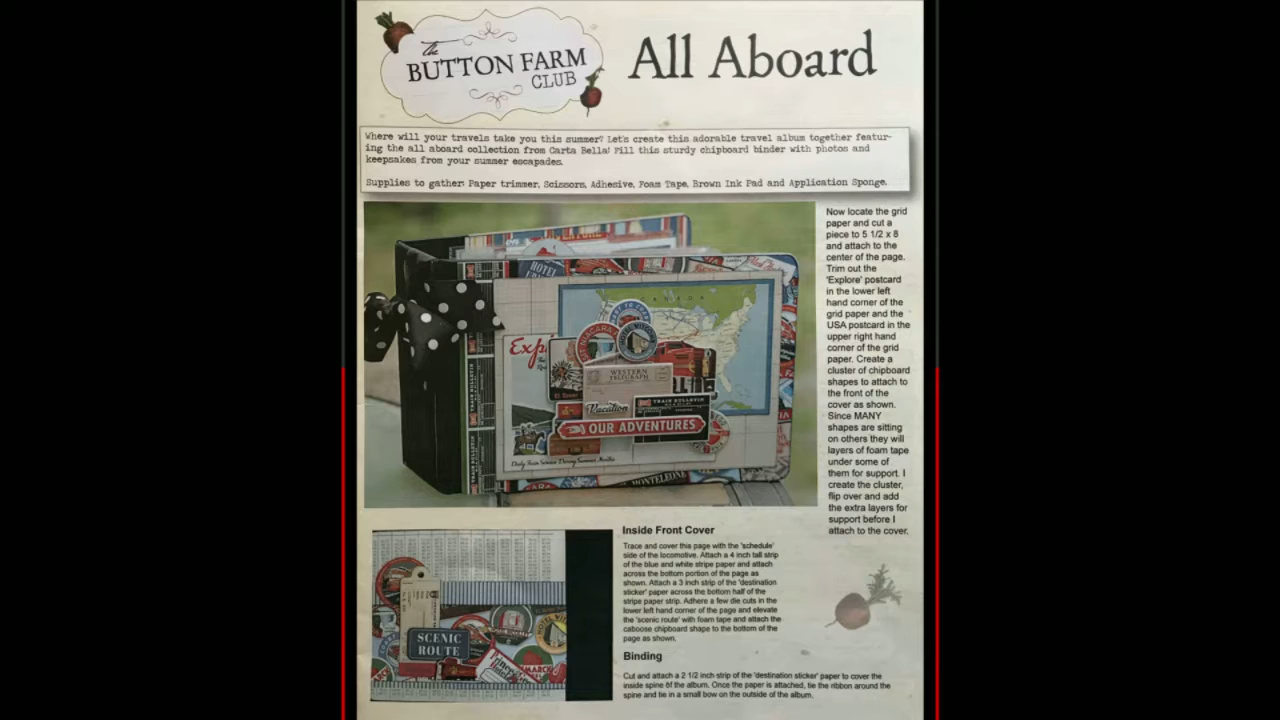 the
BUTTON FARM
CLUB
All Aboard
Where will your travels take you this summer? Let's create this adorable travel album together featur-
ing the all aboard collection from Carta Bella! Fill this sturdy chipboard binder with photos and
keepsakes from your summer escapades.
Supplies to gather: Paper trimmer, Scissors, Adhesive, Foam Tape, Brown Ink Pad and Application Sponge.
Now locate the grid
paper and cut a
piece to 5 1/2 x 8
and attach to the
center of the page.
Trim out the
'Explore' postcard
in the lower left
hand corner of the
grid paper and the
USA postcard in the
upper right hand
corner of the grid
paper. Create a
cluster of chipboard
shapes to attach to
the front of the
cover as shown.
Since MANY
shapes are sitting
on others they will
layers of foam tape
under some of
them for support. I
create the cluster,
flip over and add
the extra layers for
support before I
attach to the cover.
HOTEL
CANADA
Exp
WESTERN
TELEGRAPH
Vacation
TRAIN BULLETIN
OUR ADVENTURES
Daily Train Service During Summer Months
MONTELEONE
SCENIC
ROUTE
Inside Front Cover
Trace and cover this page with the 'schedule'
side of the locomotive. Attach a 4 inch tall strip
of the blue and white stripe paper and attach
across the bottom portion of the page as
shown. Attach a 3 inch strip of the 'destination
sticker' paper across the bottom half of the
stripe paper strip. Adhere a few die cuts in the
lower left hand corner of the page and elevate
the 'scenic route' with foam tape and attach the
caboose chipboard shape to the bottom of the
page as shown.
Binding
Cut and attach a 2 1/2 inch strip of the 'destination sticker' paper to cover the
inside spine of the album. Once the paper is attached, tie the ribbon around the
spine and tie in a small bow on the outside of the album.